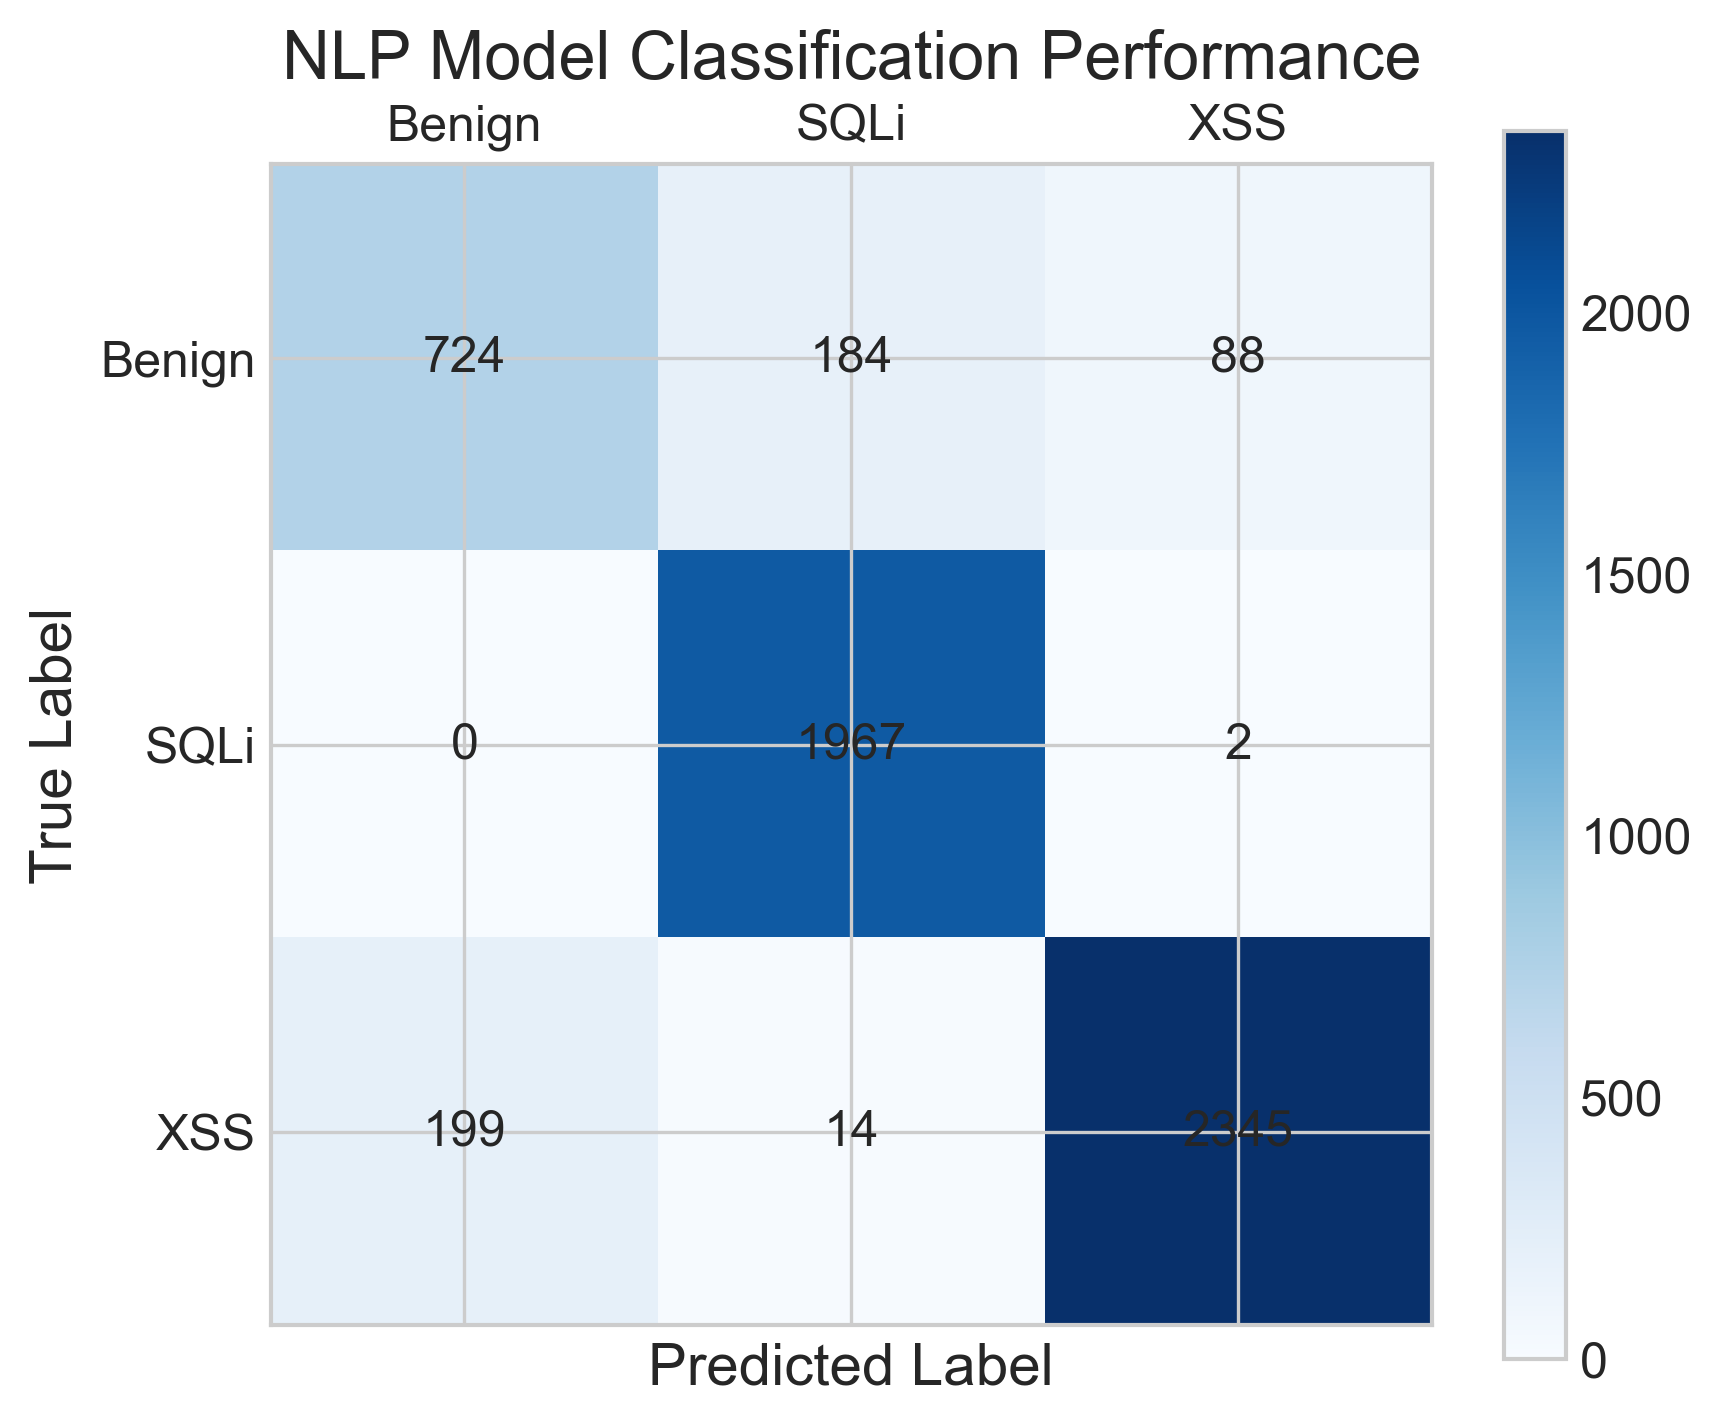 NLP Model Classification Performance
Benign SQLi XSS
Benign 724 184 88
SQLi 0 1967 2
XSS 199 14 2345
True Label
Predicted Label
2000
1500
1000
500
0